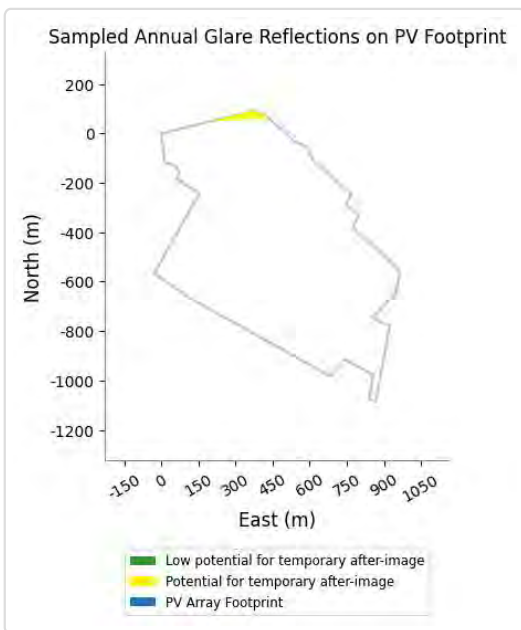 Sampled Annual Glare Reflections on PV Footprint
200
0
-200
-400
-600
-800
-1000
-1200
North (m)
-150 0 150 300 450 600 750 900 1050
East (m)
Low potential for temporary after-image
Potential for temporary after-image
PV Array Footprint